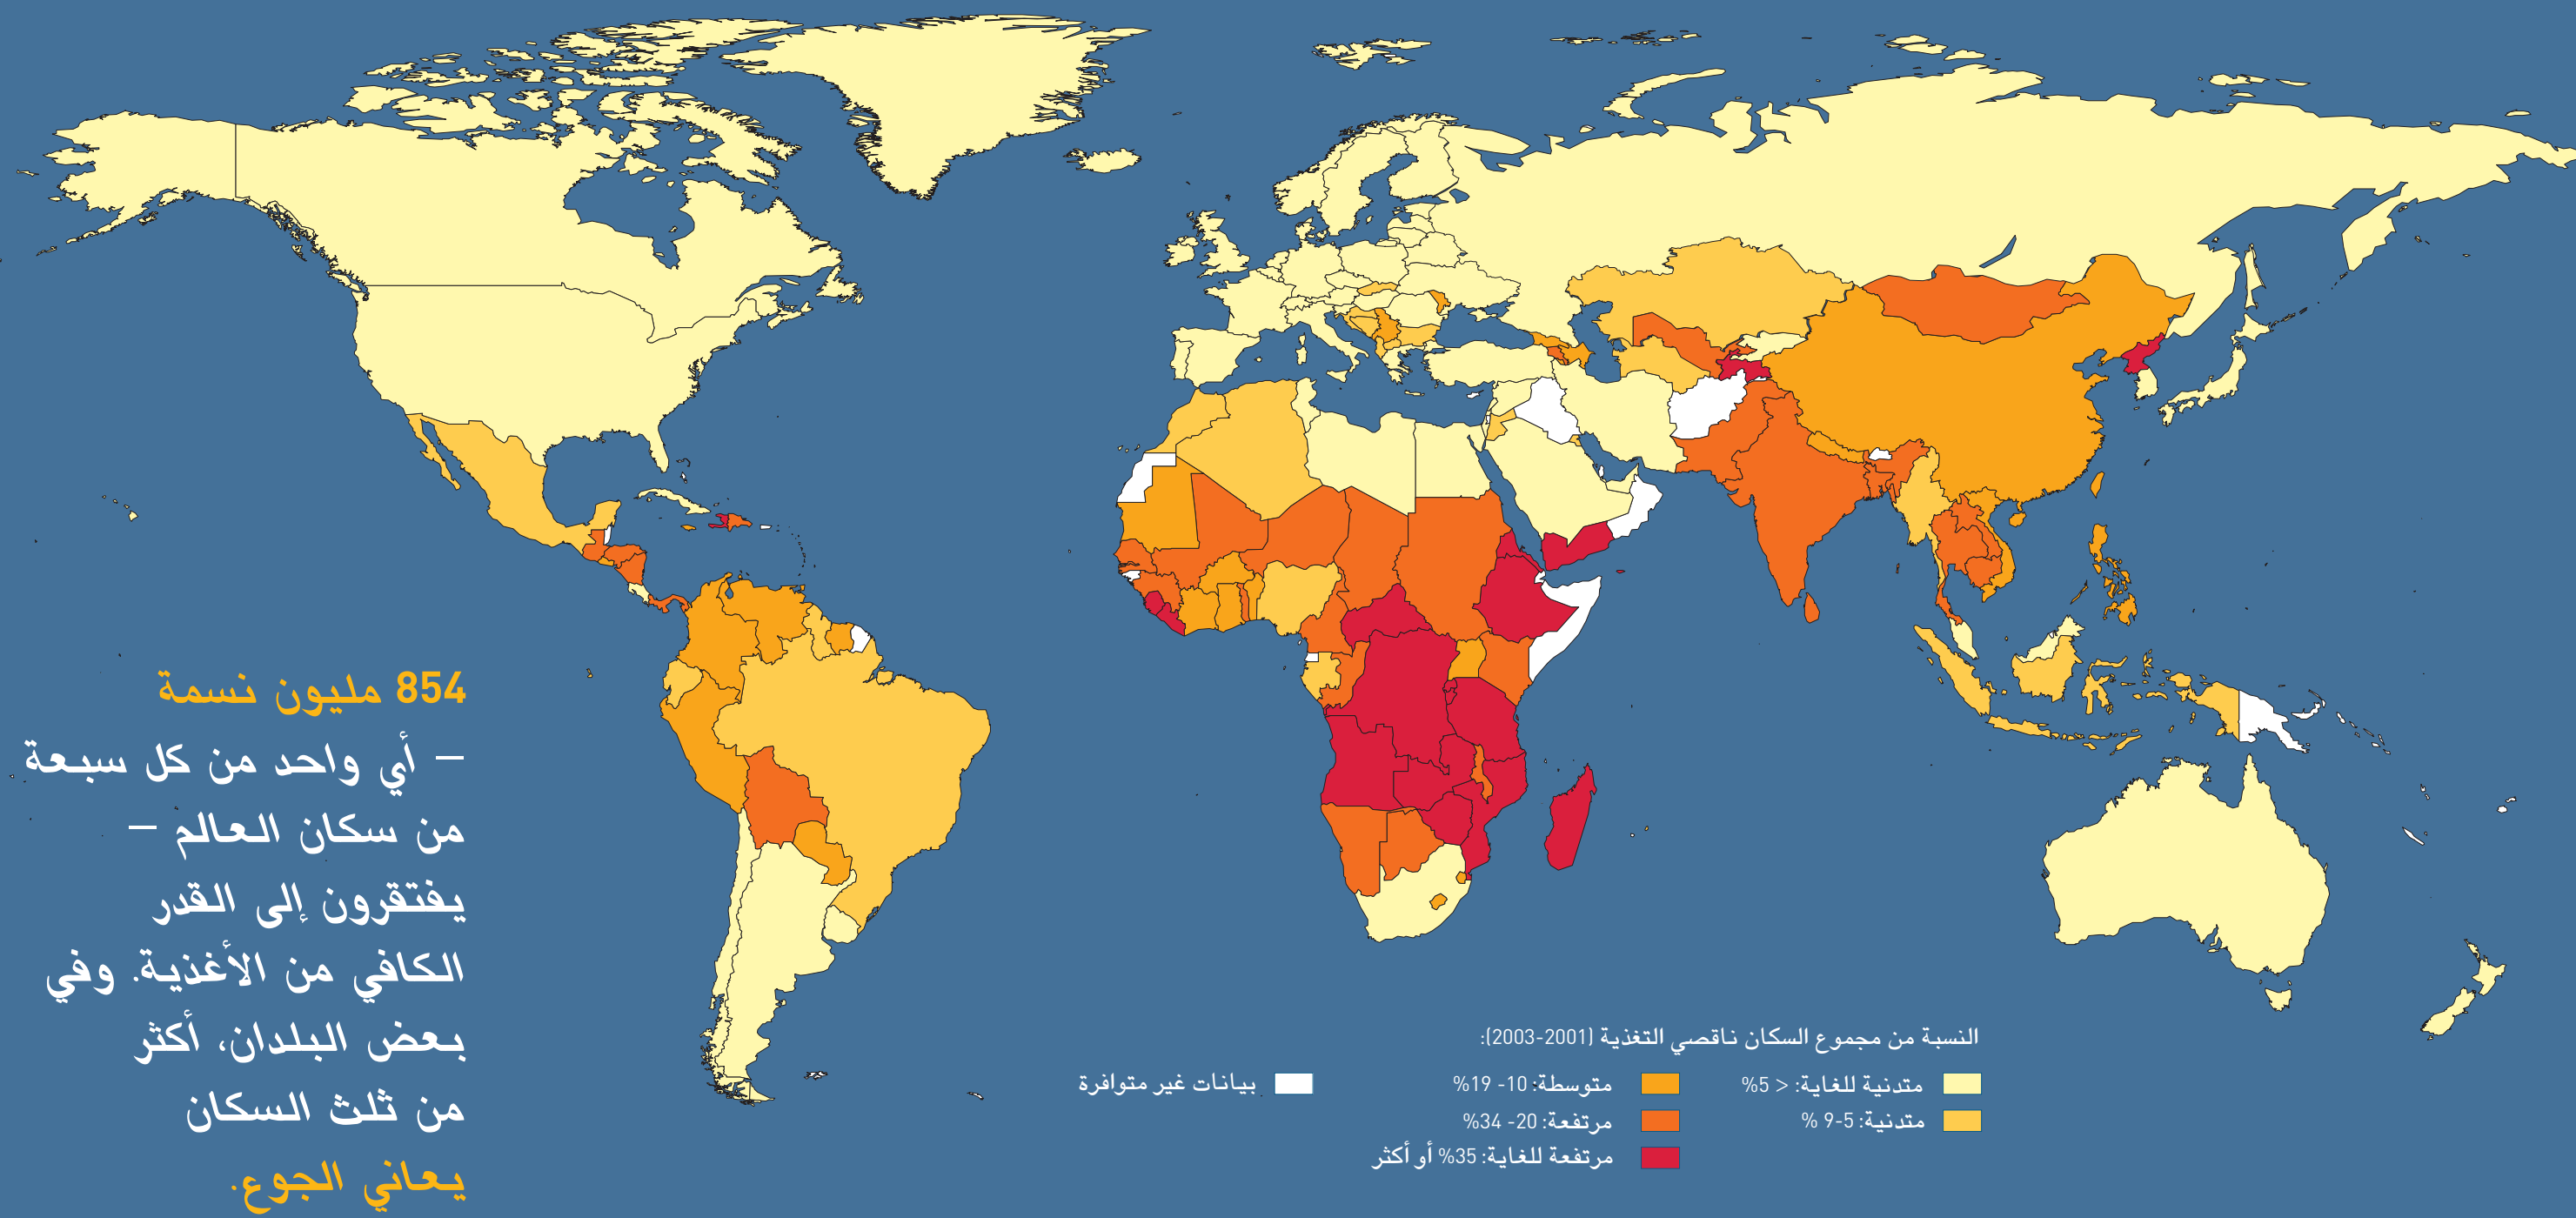 854 مليون نسمة
– أي واحد من كل سبعة
من سكان العالم –
يفتقرون إلى القدر
الكافي من الأغذية. وفي
بعض البلدان، أكثر
من ثلث السكان
يعاني الجوع.
النسبة من مجموع السكان ناقصي التغذية (2001-2003):
متدنية للغاية: < 5%
متدنية: 5-9 %
متوسطة: 10- 19%
مرتفعة: 20- 34%
مرتفعة للغاية: 35% أو أكثر
بيانات غير متوافرة